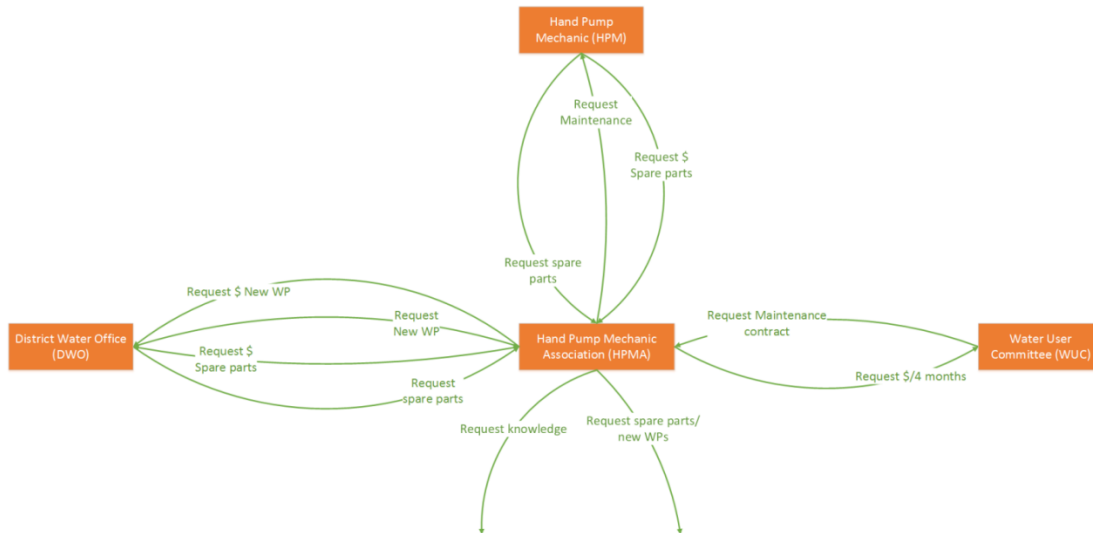 Hand Pump
Mechanic (HPM)
Request
Maintenance
Request $
Spare parts
Request spare
parts
Request $ New WP
Request
New WP
District Water Office
(DWO)
Request $
Spare parts
Request
spare parts
Hand Pump Mechanic
Association (HPMA)
Request Maintenance
contract
Water User
Committee (WUC)
Request $/4 months
Request knowledge
Request spare parts/
new WPs